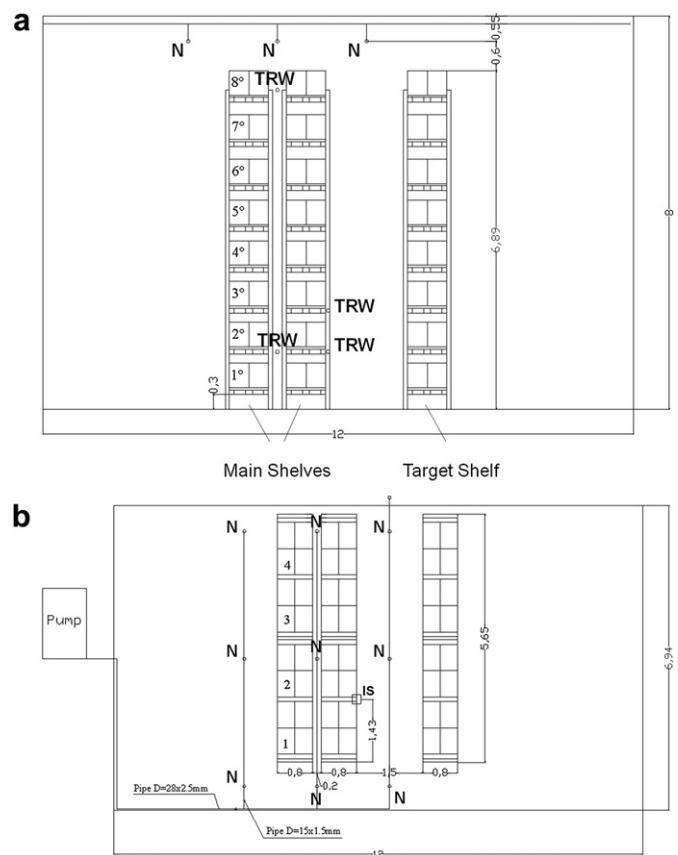 a
N
N
N
0,6
0,55
8°
TRW
7°
6°
5°
4°
3°
TRW
2°
TRW
TRW
1°
0,3
6,89
8
12
Main Shelves
Target Shelf
b
N
N
N
4
Pump
3
N
N
N
2
IS
1
1,43
5,65
6,94
0,8
0,8
1,5
0,8
0,2
N
N
N
Pipe D=28x2.5mm
Pipe D=15x1.5mm
12